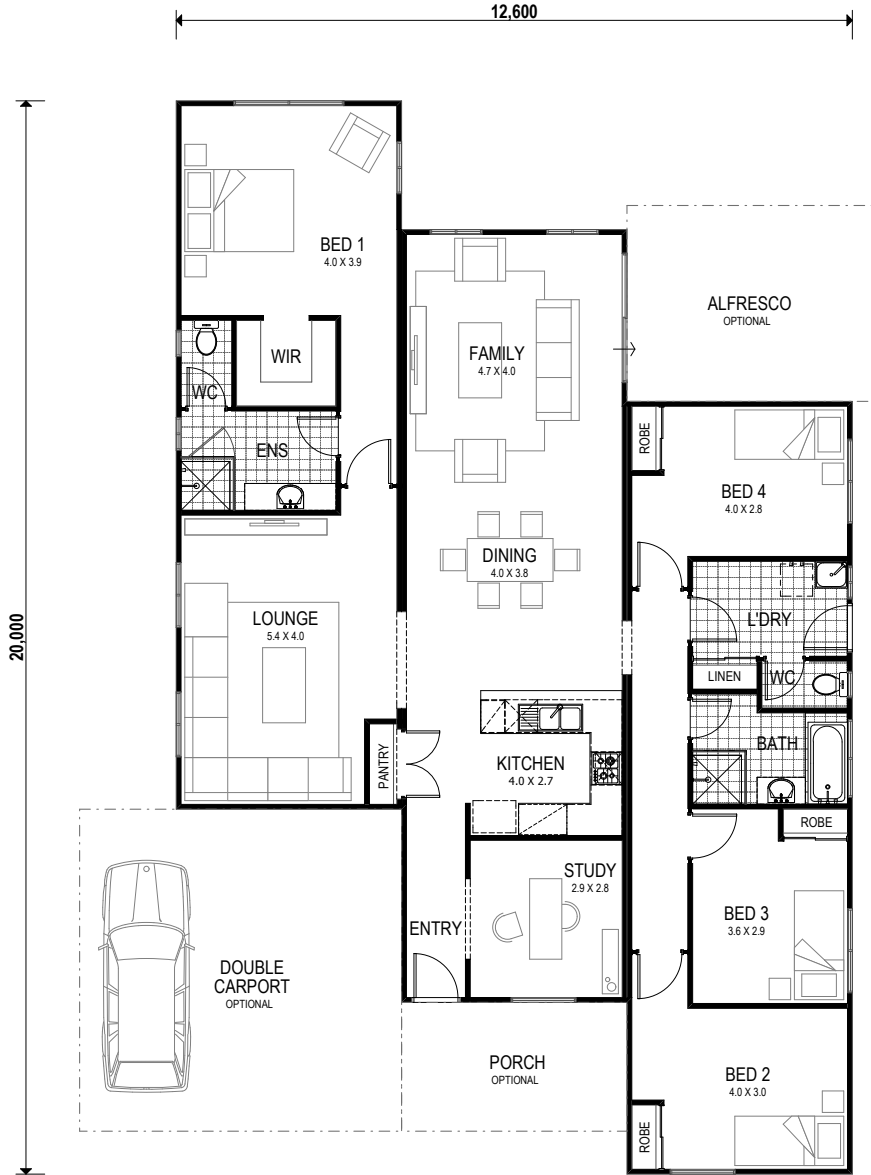 12,600
20,000
BED 1
4.0 X 3.9
WIR
WC
ENS
FAMILY
4.7 X 4.0
ALFRESCO
OPTIONAL
ROBE
BED 4
4.0 X 2.8
DINING
4.0 X 3.8
LOUNGE
5.4 X 4.0
L'DRY
LINEN
WC
BATH
PANTRY
KITCHEN
4.0 X 2.7
ROBE
STUDY
2.9 X 2.8
ENTRY
BED 3
3.6 X 2.9
DOUBLE
CARPORT
OPTIONAL
PORCH
OPTIONAL
BED 2
4.0 X 3.0
ROBE